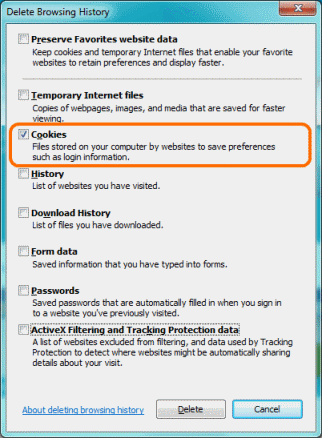 Delete Browsing History
Preserve Favorites website data
Keep cookies and temporary Internet files that enable your favorite
websites to retain preferences and display faster.
Temporary Internet files
Copies of webpages, images, and media that are saved for faster
viewing.
Cookies
Files stored on your computer by websites to save preferences
such as login information.
History
List of websites you have visited.
Download History
List of files you have downloaded.
Form data
Saved information that you have typed into forms.
Passwords
Saved passwords that are automatically filled in when you sign in
to a website you've previously visited.
ActiveX Filtering and Tracking Protection data
A list of websites excluded from filtering, and data used by Tracking
Protection to detect where websites might be automatically sharing
details about your visit.
About deleting browsing history
Delete
Cancel